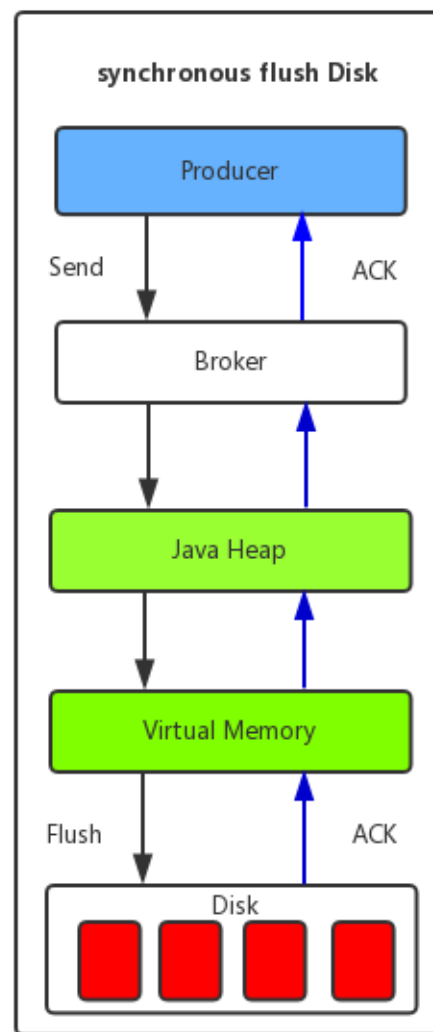 synchronous flush Disk
Producer
Send
ACK
Broker
Java Heap
Virtual Memory
Flush
ACK
Disk